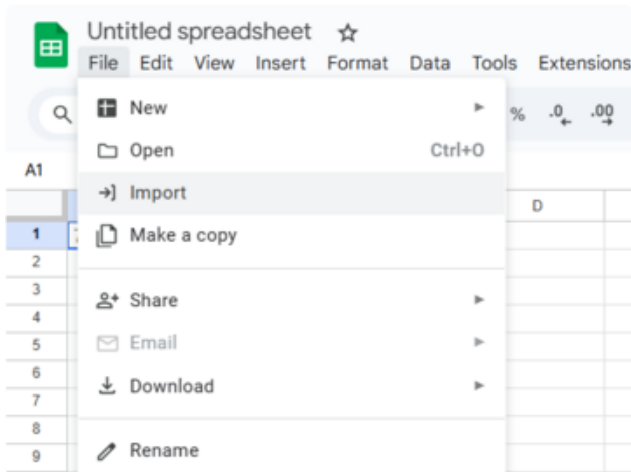 Untitled spreadsheet
File Edit View Insert Format Data Tools Extensions
New
% .0 .00
Open Ctrl+O
A1
Import
D
1
Make a copy
2
3
Share
4
5 Email
6
Download
7
8
9 Rename